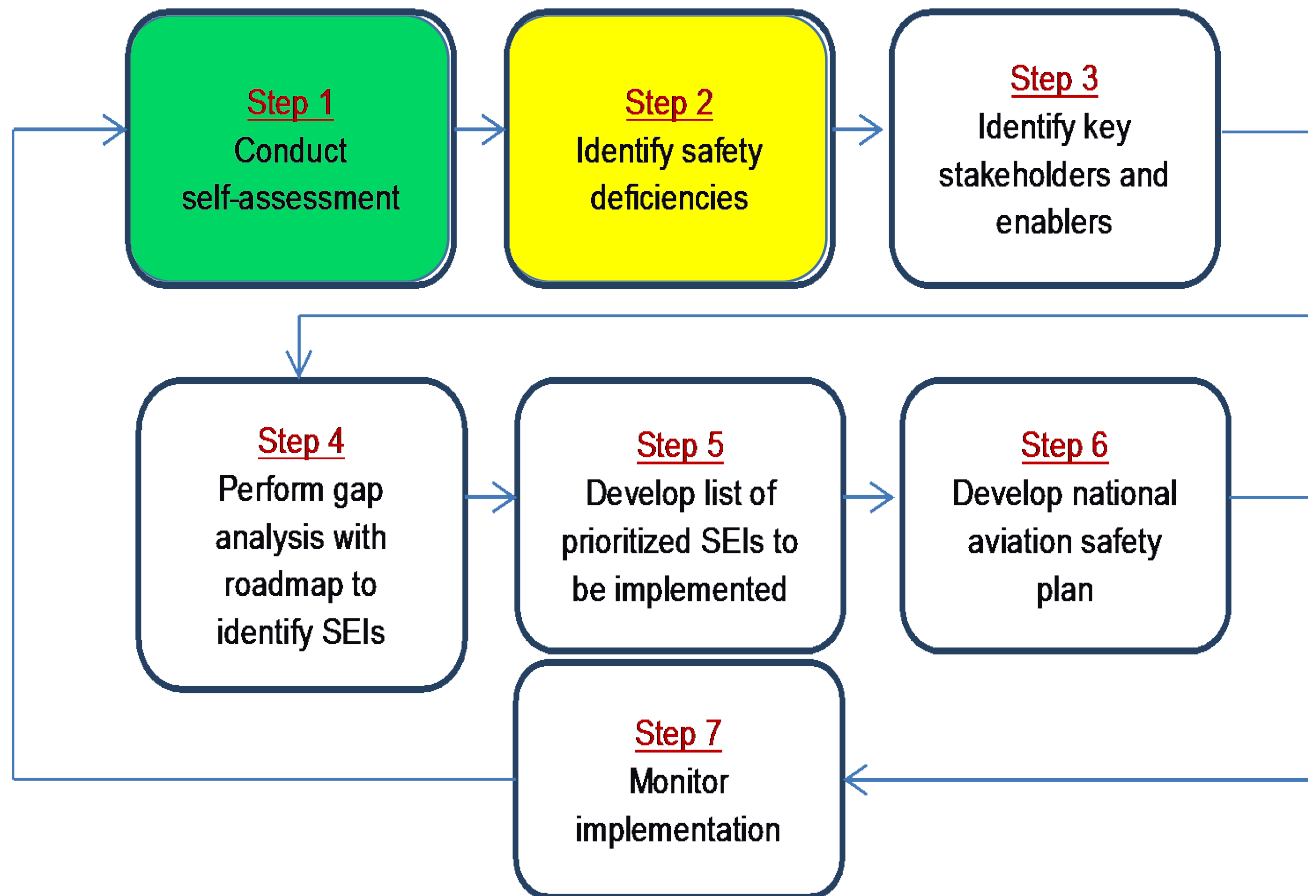 Step 1
Conduct
self-assessment
Step 2
Identify safety
deficiencies
Step 3
Identify key
stakeholders and
enablers
Step 4
Perform gap
analysis with
roadmap to
identify SEIs
Step 5
Develop list of
prioritized SEIs to
be implemented
Step 6
Develop national
aviation safety
plan
Step 7
Monitor
implementation